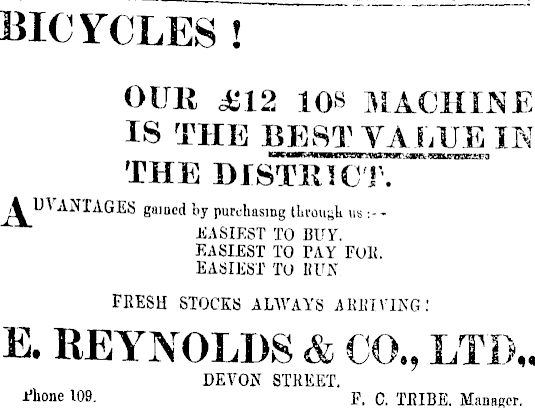 BICYCLES !
OUR £12 10s MACHINE
IS THE BEST VALUE IN
THE DISTRICT.
ADVANTAGES gained by purchasing through us :--
EASIEST TO BUY.
EASIEST TO PAY FOR.
EASIEST TO RUN
FRESH STOCKS ALWAYS ARRIVING!
E. REYNOLDS & CO., LTD.,
DEVON STREET.
Phone 109. F. C. TRIBE, Manager.